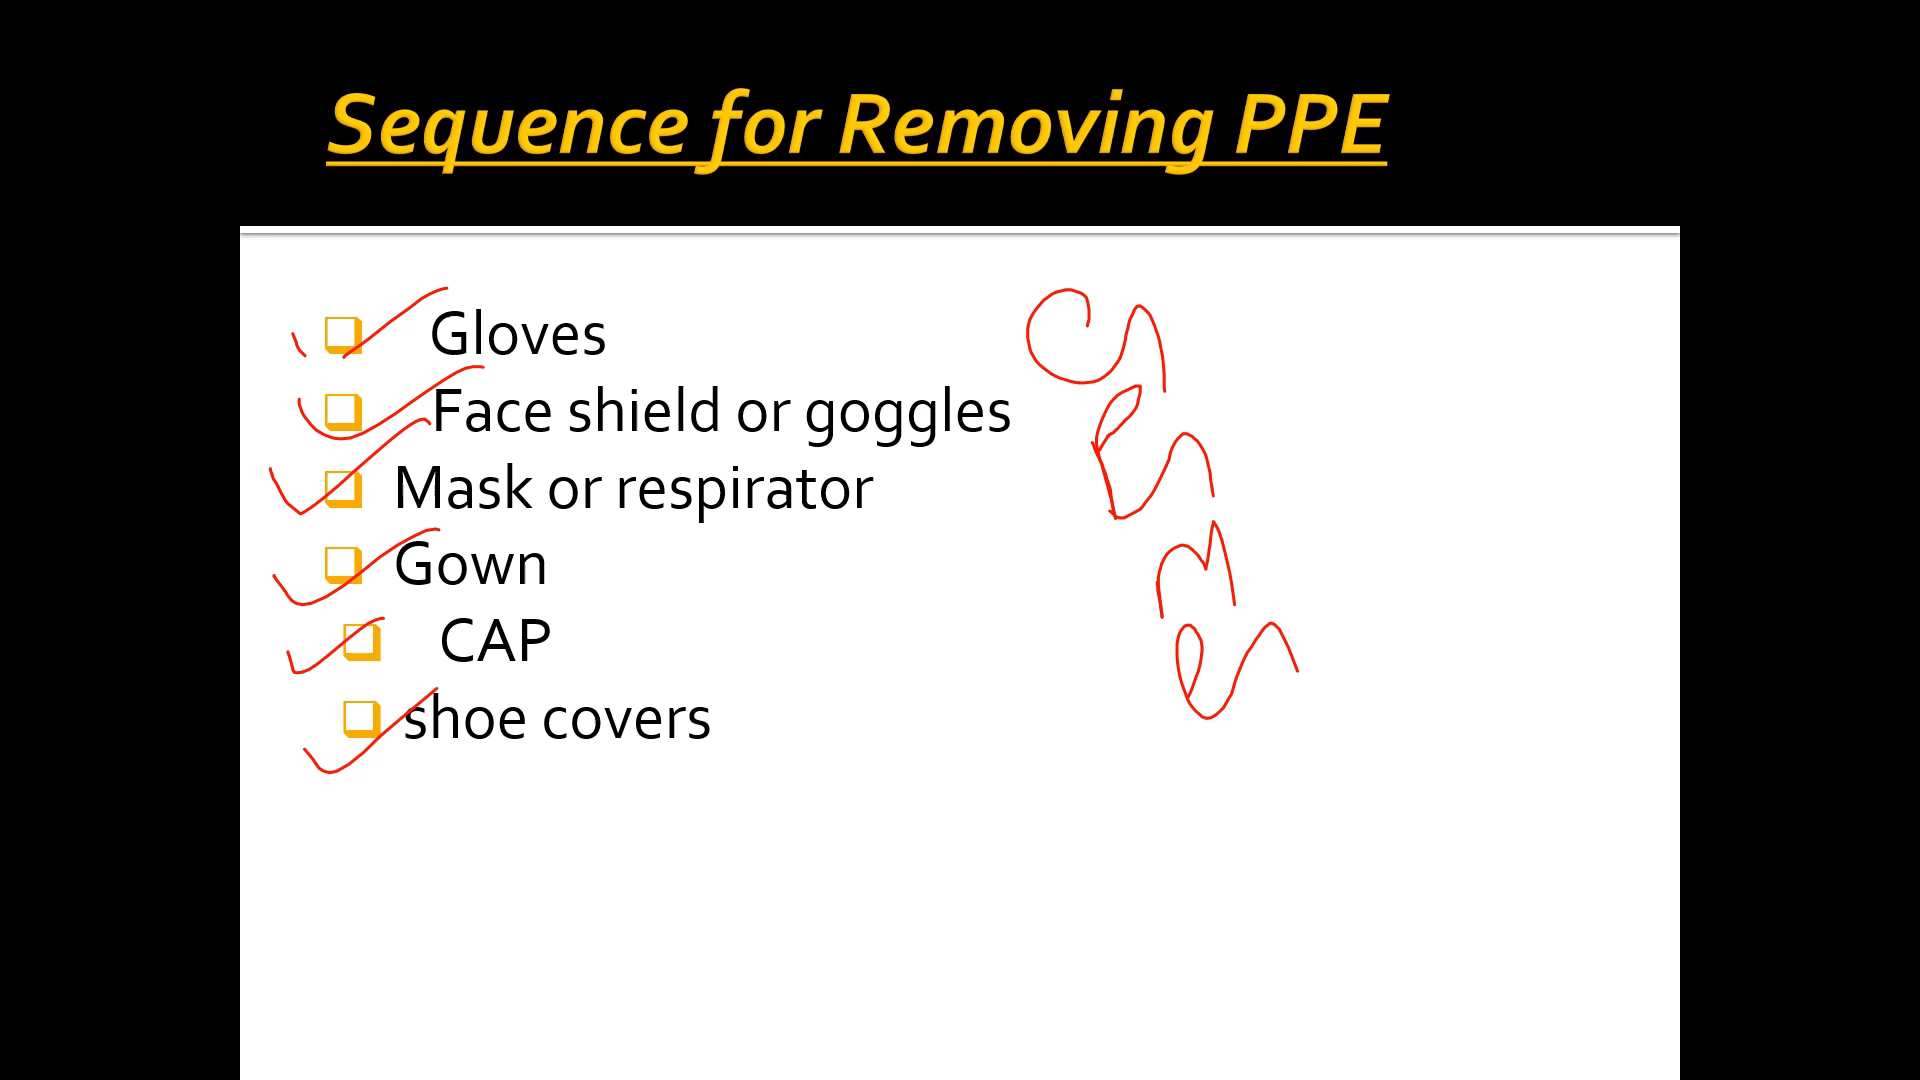 Sequence for Removing PPE
Gloves
Face shield or goggles
Mask or respirator
Gown
CAP
shoe covers